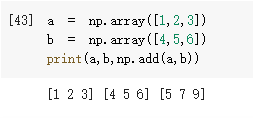 [43] a = np.array([1,2,3])
b = np.array([4,5,6])
print(a,b,np.add(a,b))
[1 2 3] [4 5 6] [5 7 9]